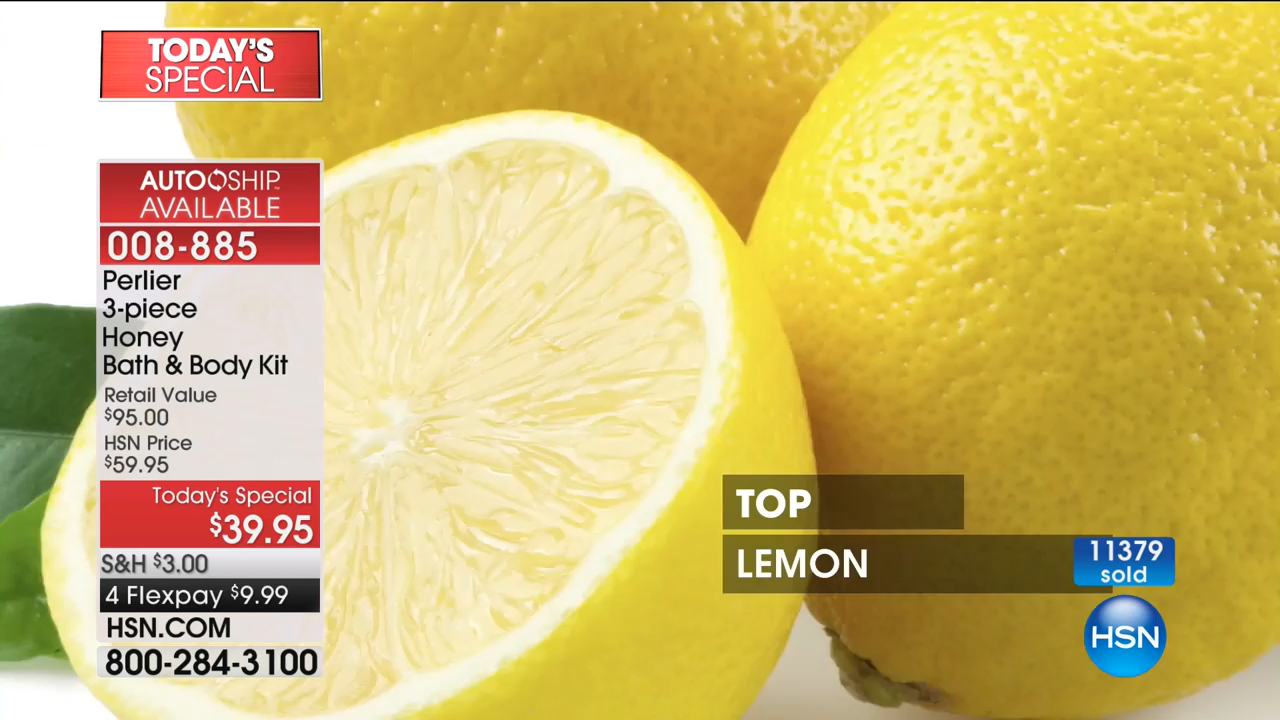 TODAY'S
SPECIAL
AUTOSHIP™
AVAILABLE
008-885
Perlier
3-piece
Honey
Bath & Body Kit
Retail Value
$95.00
HSN Price
$59.95
Today's Special
$39.95
S&H $3.00
4 Flexpay $9.99
HSN.COM
800-284-3100
TOP
LEMON
11379
sold
HSN